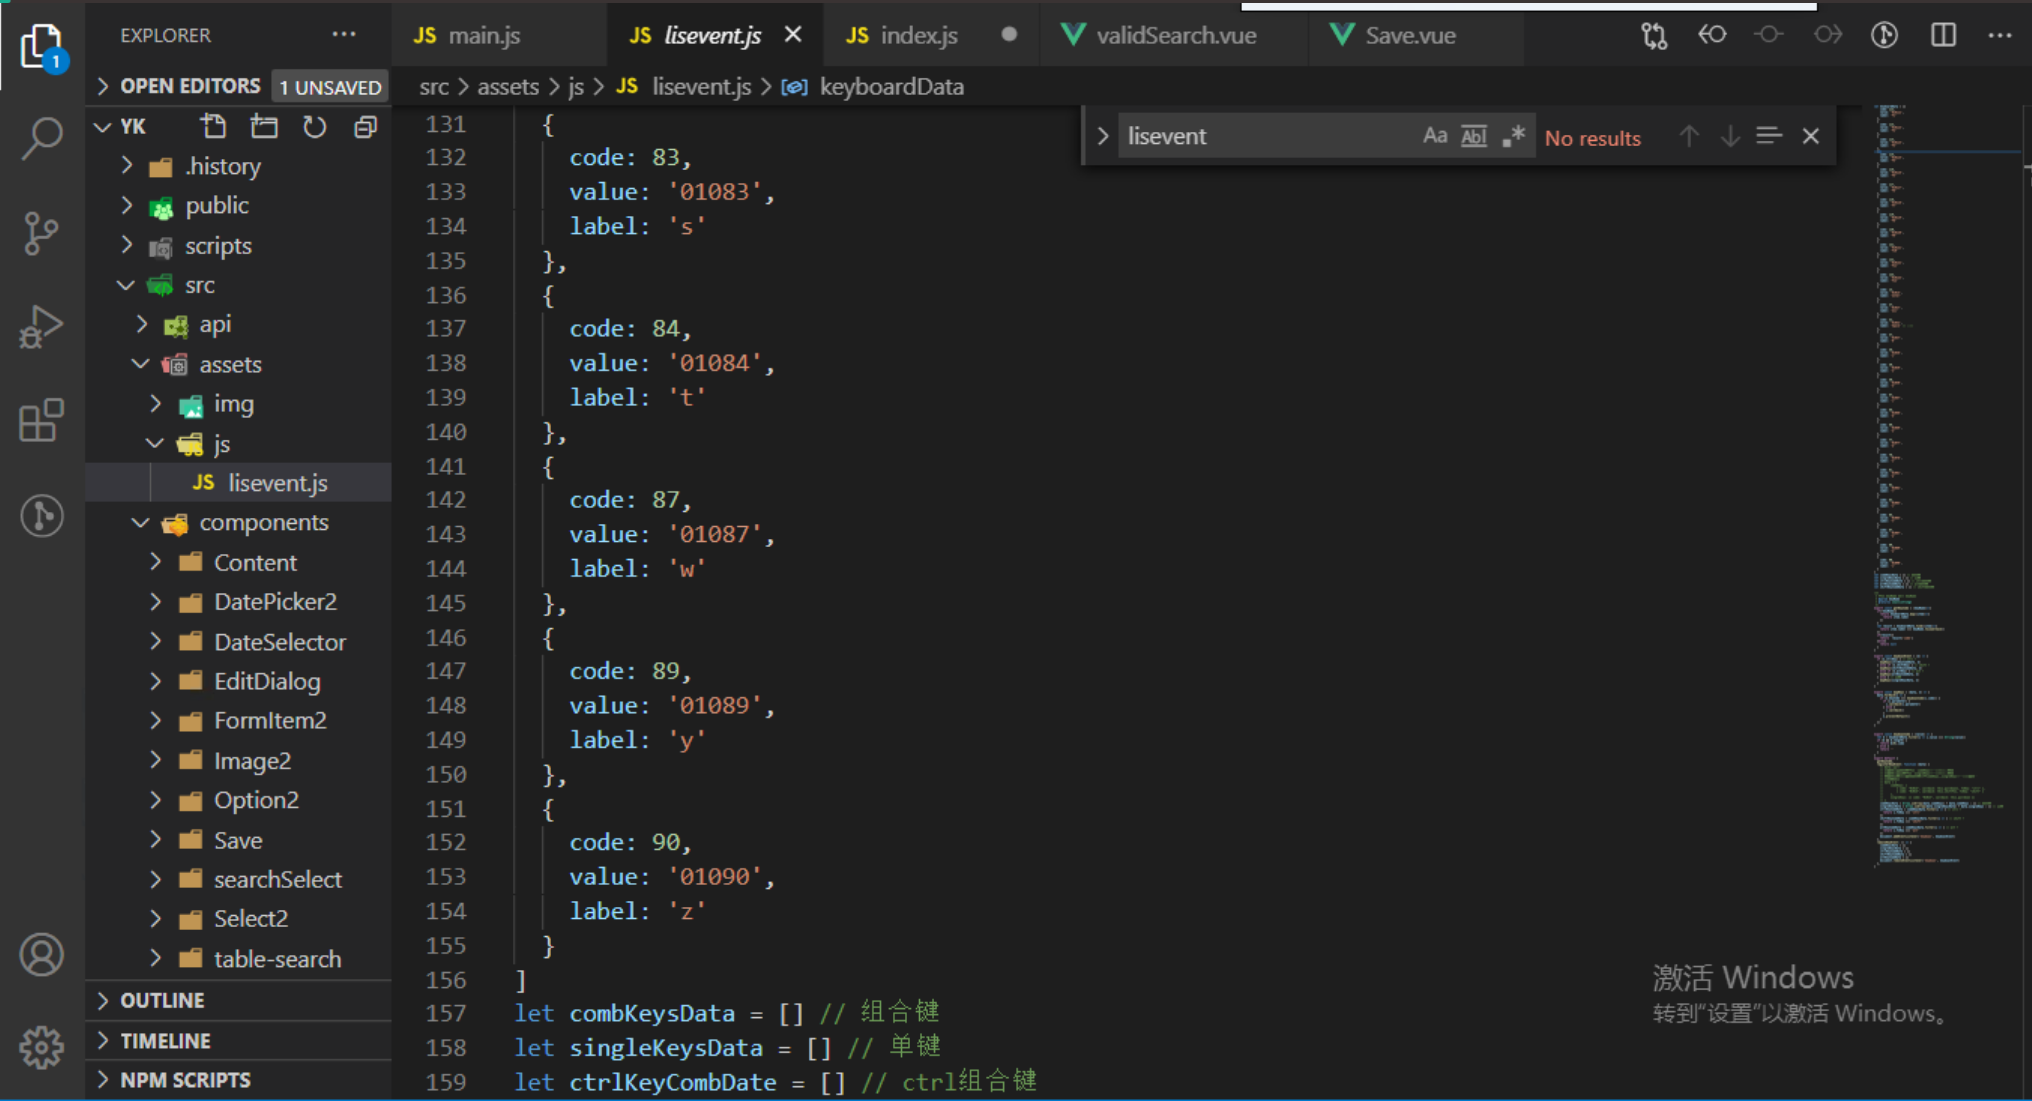 EXPLORER
JS main.js
JS lisevent.js
JS index.js
validSearch.vue
Save.vue
OPEN EDITORS 1 UNSAVED
src > assets > js > JS lisevent.js > keyboardData
lisevent Aa Abl .* No results
1
YK
.history
public
scripts
src
api
assets
img
js
JS lisevent.js
components
Content
DatePicker2
DateSelector
EditDialog
FormItem2
Image2
Option2
Save
searchSelect
Select2
table-search
OUTLINE
TIMELINE
NPM SCRIPTS
131 {
132 code: 83,
133 value: '01083',
134 label: 's'
135 },
136 {
137 code: 84,
138 value: '01084',
139 label: 't'
140 },
141 {
142 code: 87,
143 value: '01087',
144 label: 'w'
145 },
146 {
147 code: 89,
148 value: '01089',
149 label: 'y'
150 },
151 {
152 code: 90,
153 value: '01090',
154 label: 'z'
155 }
156 ]
157 let combKeysData = [] // 组合键
158 let singleKeysData = [] // 单键
159 let ctrlKeyCombDate = [] // ctrl组合键
激活 Windows
转到“设置”以激活 Windows。